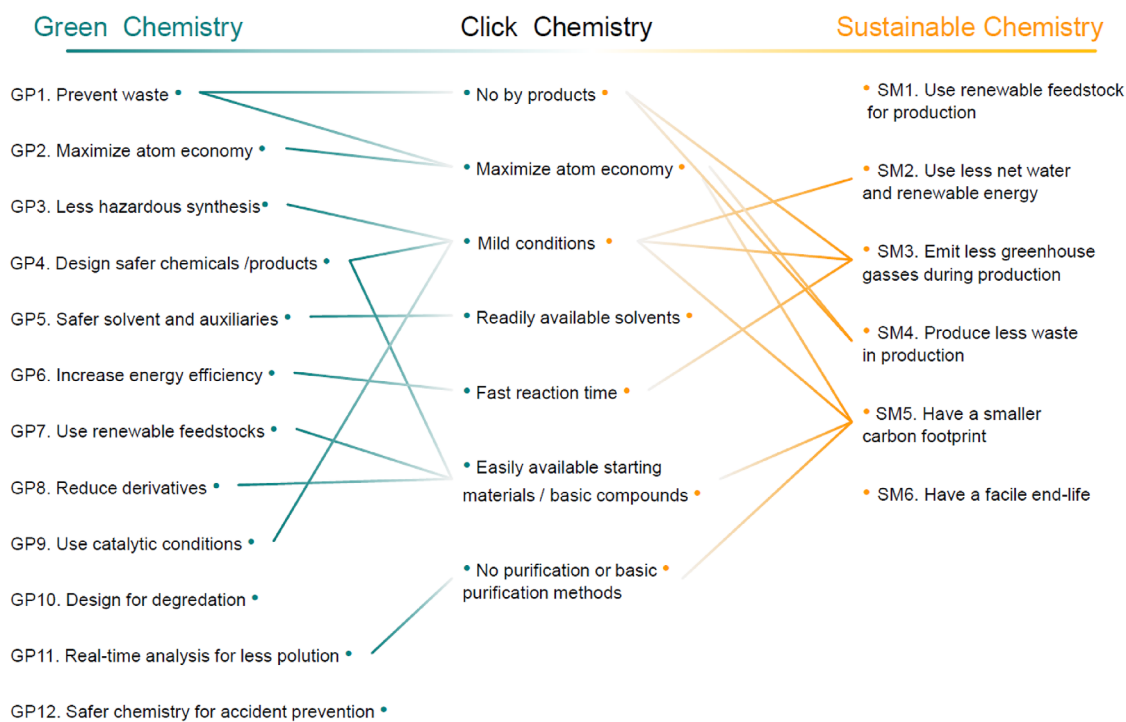 Green Chemistry
Click Chemistry
Sustainable Chemistry
GP1. Prevent waste
GP2. Maximize atom economy
GP3. Less hazardous synthesis
GP4. Design safer chemicals /products
GP5. Safer solvent and auxiliaries
GP6. Increase energy efficiency
GP7. Use renewable feedstocks
GP8. Reduce derivatives
GP9. Use catalytic conditions
GP10. Design for degredation
GP11. Real-time analysis for less polution
GP12. Safer chemistry for accident prevention
No by products
Maximize atom economy
Mild conditions
Readily available solvents
Fast reaction time
Easily available starting
materials / basic compounds
No purification or basic
purification methods
SM1. Use renewable feedstock
for production
SM2. Use less net water
and renewable energy
SM3. Emit less greenhouse
gasses during production
SM4. Produce less waste
in production
SM5. Have a smaller
carbon footprint
SM6. Have a facile end-life